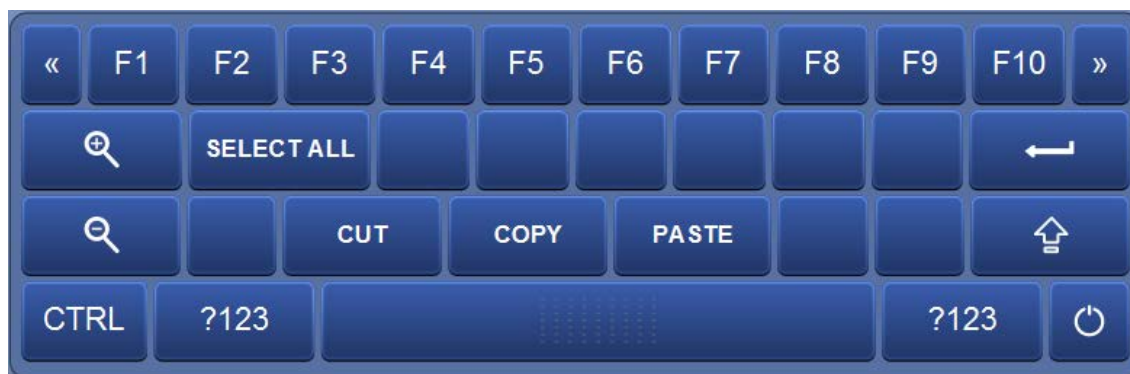 « F1 F2 F3 F4 F5 F6 F7 F8 F9 F10 »
SELECT ALL
CUT COPY PASTE
CTRL ?123 ?123